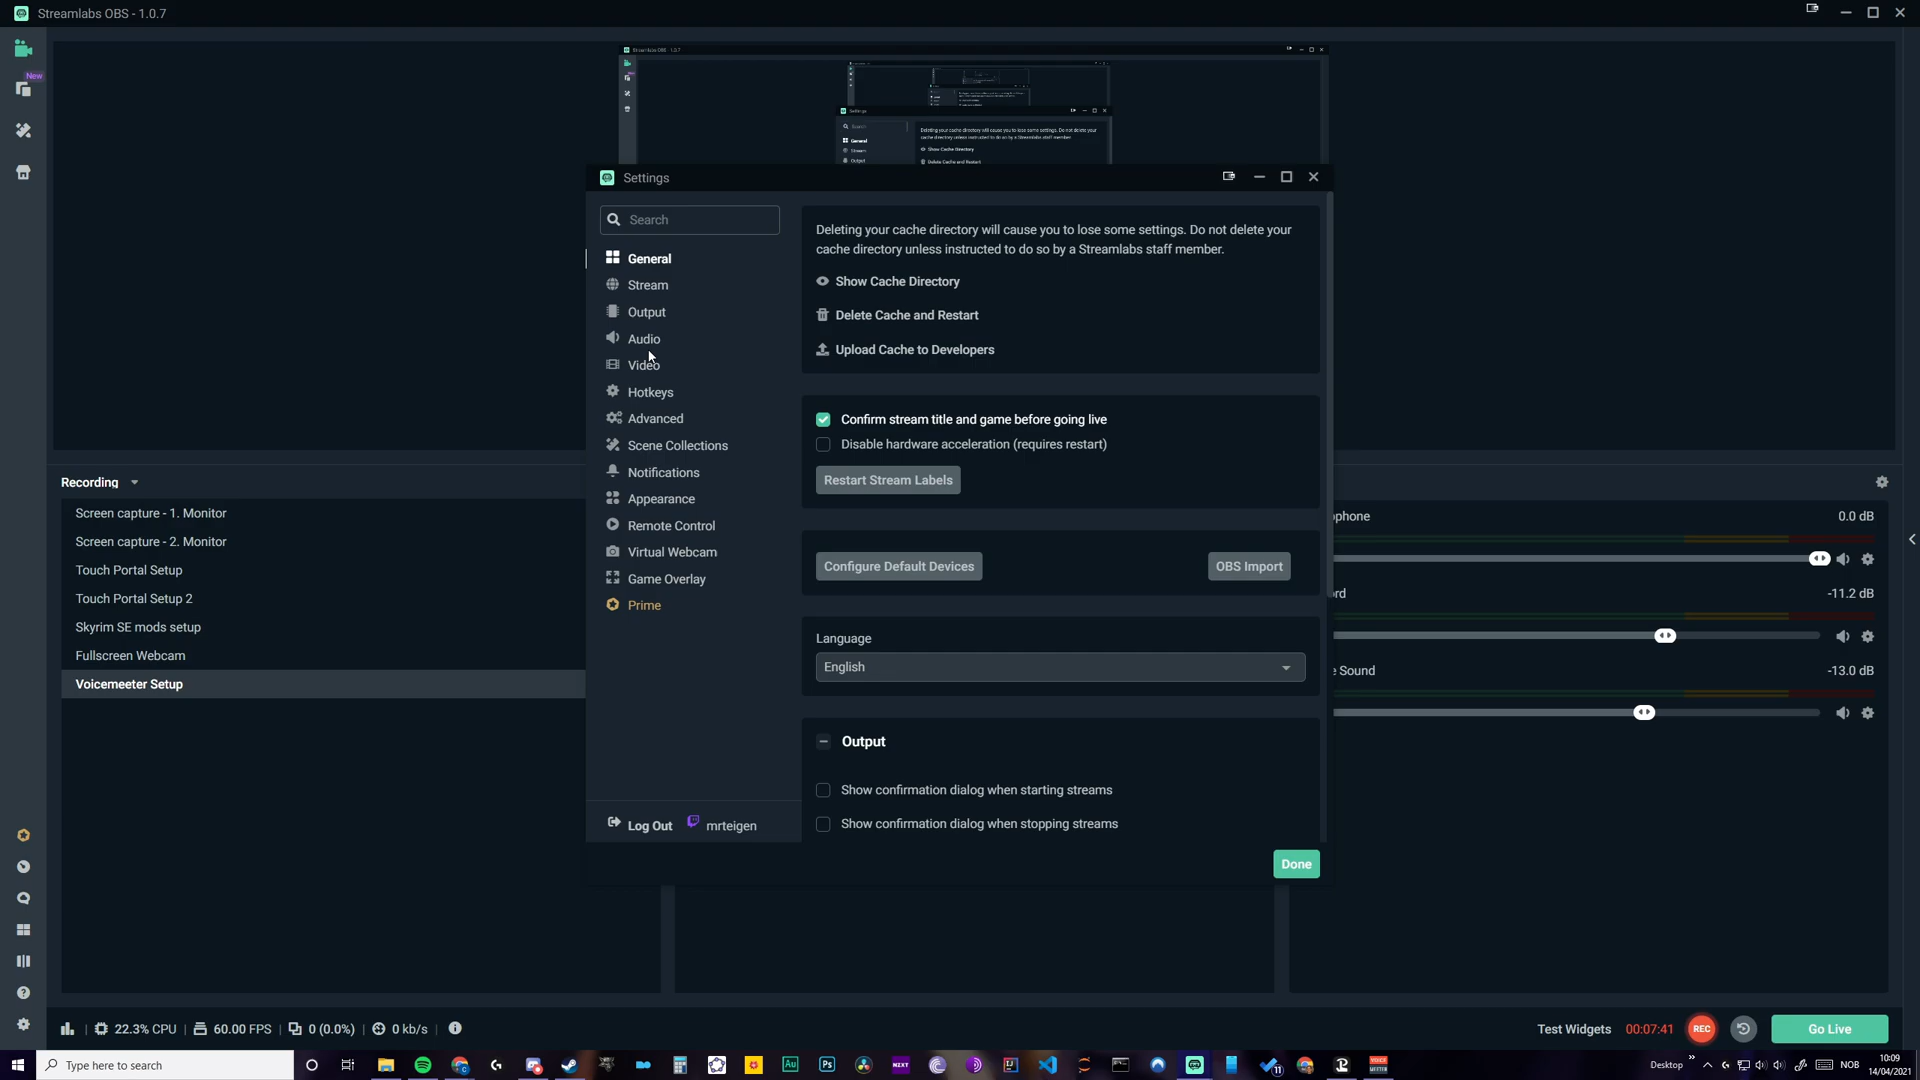 Streamlabs OBS - 1.0.7
New
Settings
Search
General
Stream
Output
Audio
Video
Hotkeys
Advanced
Scene Collections
Notifications
Appearance
Remote Control
Virtual Webcam
Game Overlay
Prime
Log Out mrteigen
Deleting your cache directory will cause you to lose some settings. Do not delete your
cache directory unless instructed to do so by a Streamlabs staff member.
Show Cache Directory
Delete Cache and Restart
Upload Cache to Developers
Confirm stream title and game before going live
Disable hardware acceleration (requires restart)
Restart Stream Labels
Configure Default Devices OBS Import
Language
English
Output
Show confirmation dialog when starting streams
Show confirmation dialog when stopping streams
Done
Recording
Screen capture - 1. Monitor
Screen capture - 2. Monitor
Touch Portal Setup
Touch Portal Setup 2
Skyrim SE mods setup
Fullscreen Webcam
Voicemeeter Setup
phone 0.0 dB
rd -11.2 dB
e Sound -13.0 dB
22.3% CPU 60.00 FPS 0 (0.0%) 0 kb/s
Test Widgets 00:07:41 REC Go Live
Type here to search
Desktop NOB 10:09
14/04/2021